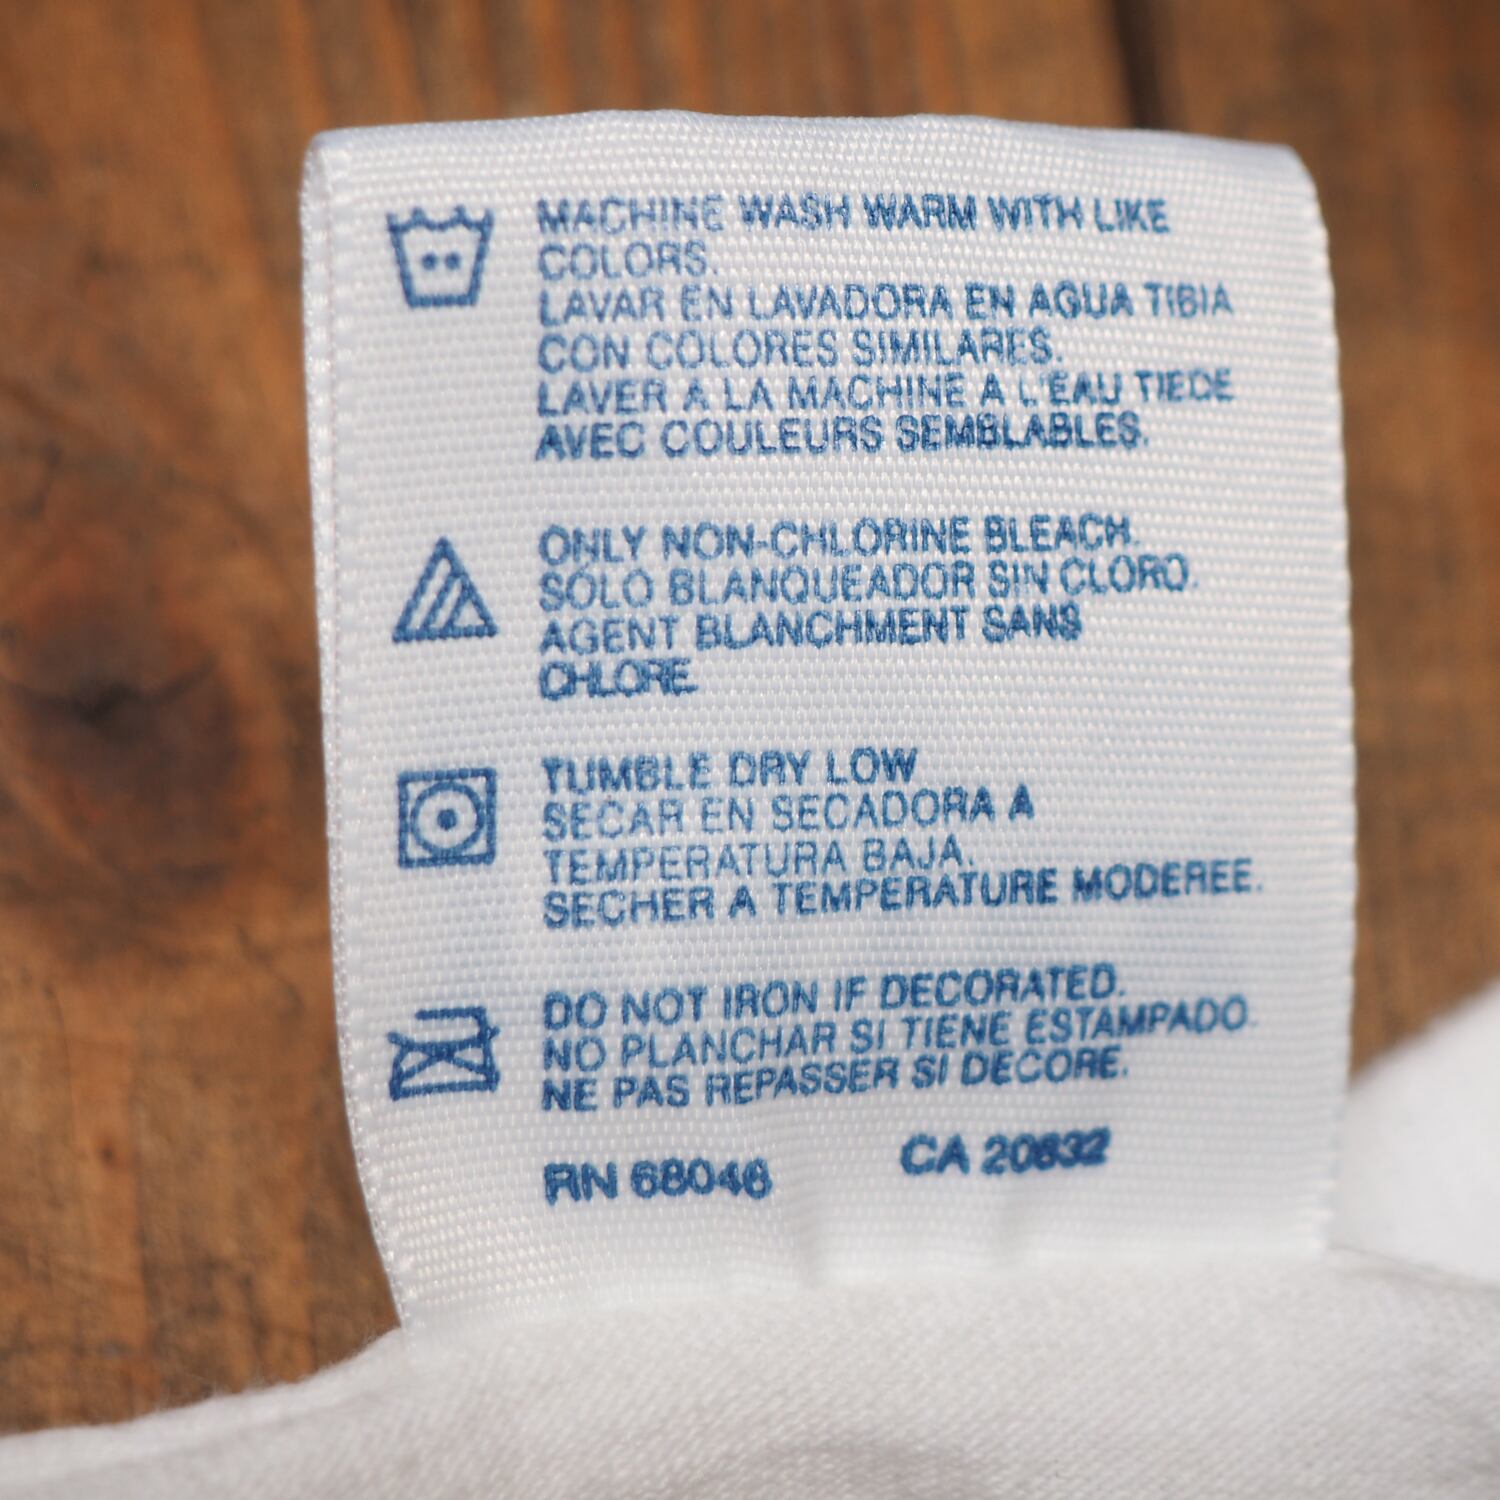 MACHINE WASH WARM WITH LIKE
COLORS.
LAVAR EN LAVADORA EN AGUA TIBIA
CON COLORES SIMILARES.
LAVER A LA MACHINE A L'EAU TIEDE
AVEC COULEURS SEMBLABLES.
ONLY NON-CHLORINE BLEACH.
SOLO BLANQUEADOR SIN CLORO.
AGENT BLANCHMENT SANS
CHLORE.
TUMBLE DRY LOW
SECAR EN SECADORA A
TEMPERATURA BAJA.
SECHER A TEMPERATURE MODEREE.
DO NOT IRON IF DECORATED.
NO PLANCHAR SI TIENE ESTAMPADO.
NE PAS REPASSER SI DECORE.
RN 68046 CA 20832